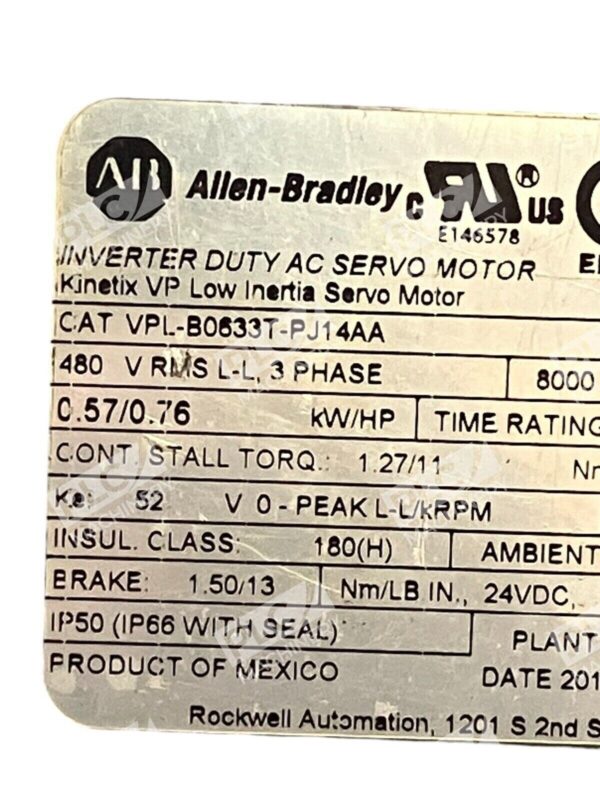 AB Allen-Bradley c UR ® US
E146578
INVERTER DUTY AC SERVO MOTOR
Kinetix VP Low Inertia Servo Motor
CAT VPL-B0633T-PJ14AA
480 V RMS L-L, 3 PHASE 8000
0.57/0.76 kW/HP TIME RATING
CONT. STALL TORQ.: 1.27/11
Ke: 52 V 0-PEAK L-L/kRPM
INSUL. CLASS: 180(H) AMBIENT
BRAKE: 1.50/13 Nm/LB IN., 24VDC,
IP50 (IP66 WITH SEAL) PLANT
PRODUCT OF MEXICO DATE 201
Rockwell Automation, 1201 S 2nd S